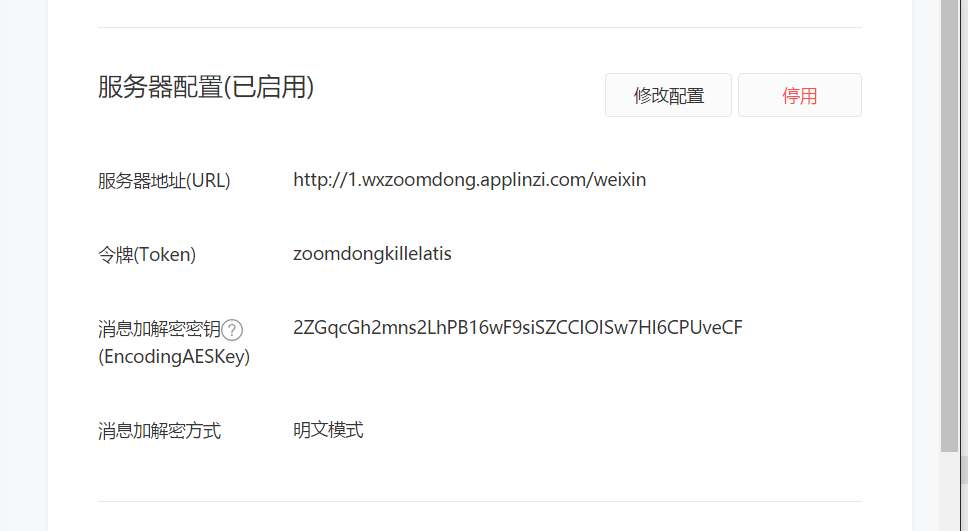 服务器配置(已启用)
修改配置
停用
服务器地址(URL)
http://1.wxzoomdong.applinzi.com/weixin
令牌(Token)
zoomdongkillelatis
消息加解密密钥?
(EncodingAESKey)
2ZGqcGh2mns2LhPB16wF9siSZCCIOISw7HI6CPUveCF
消息加解密方式
明文模式